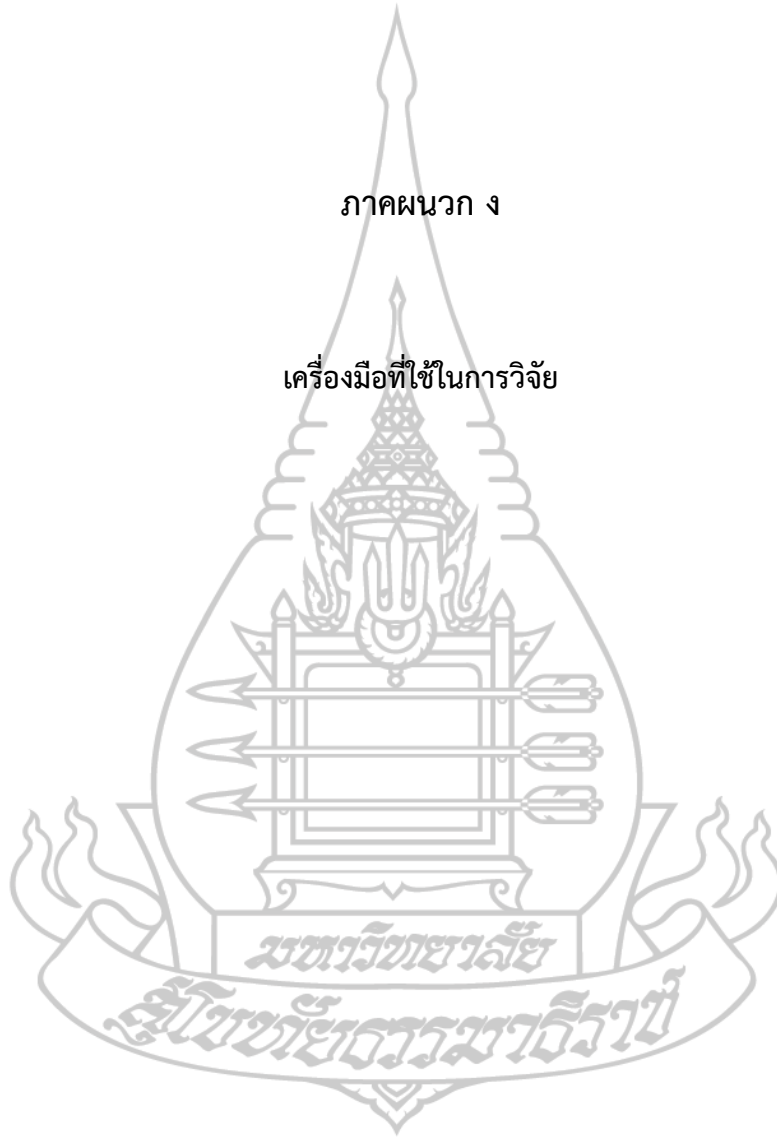 ภาคผนวก ง
เครื่องมือที่ใช้ในการวิจัย
มหาวิทยาลัย
สุโขทัยธรรมาธิราช